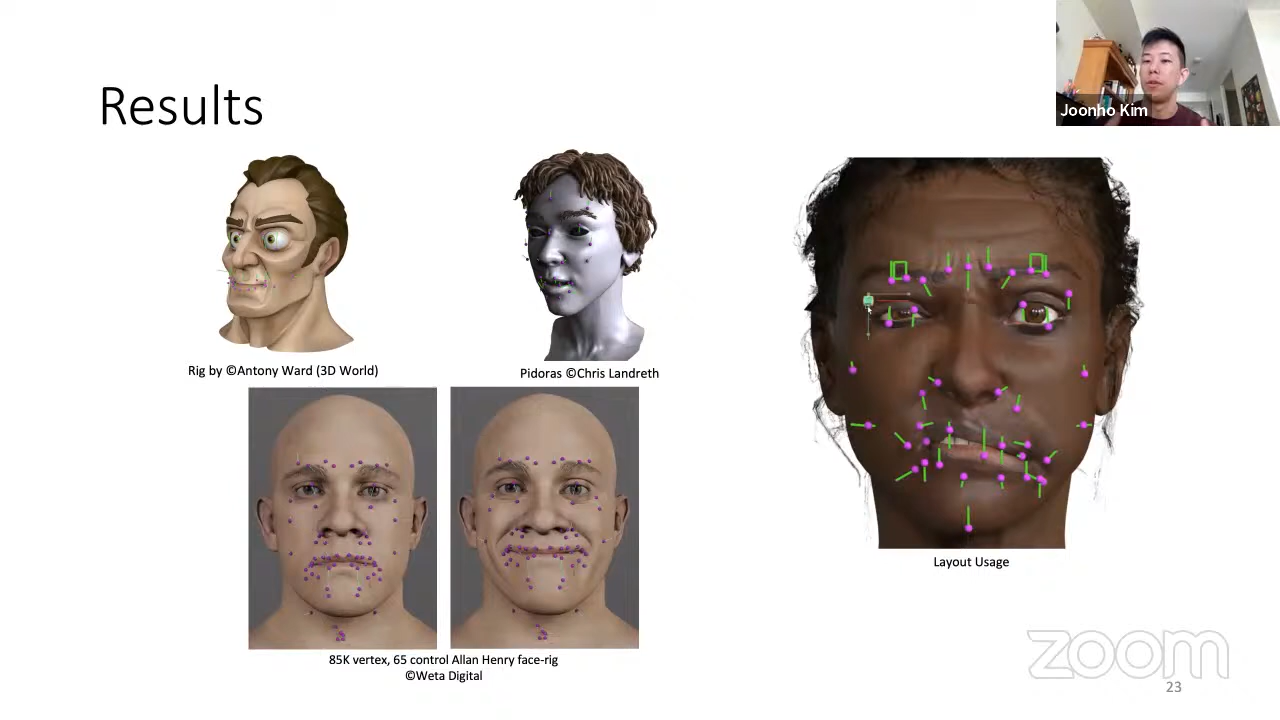 Results
Joonho Kim
Rig by ©Antony Ward (3D World)
Pidoras ©Chris Landreth
85K vertex, 65 control Allan Henry face-rig
©Weta Digital
Layout Usage
zoom
23